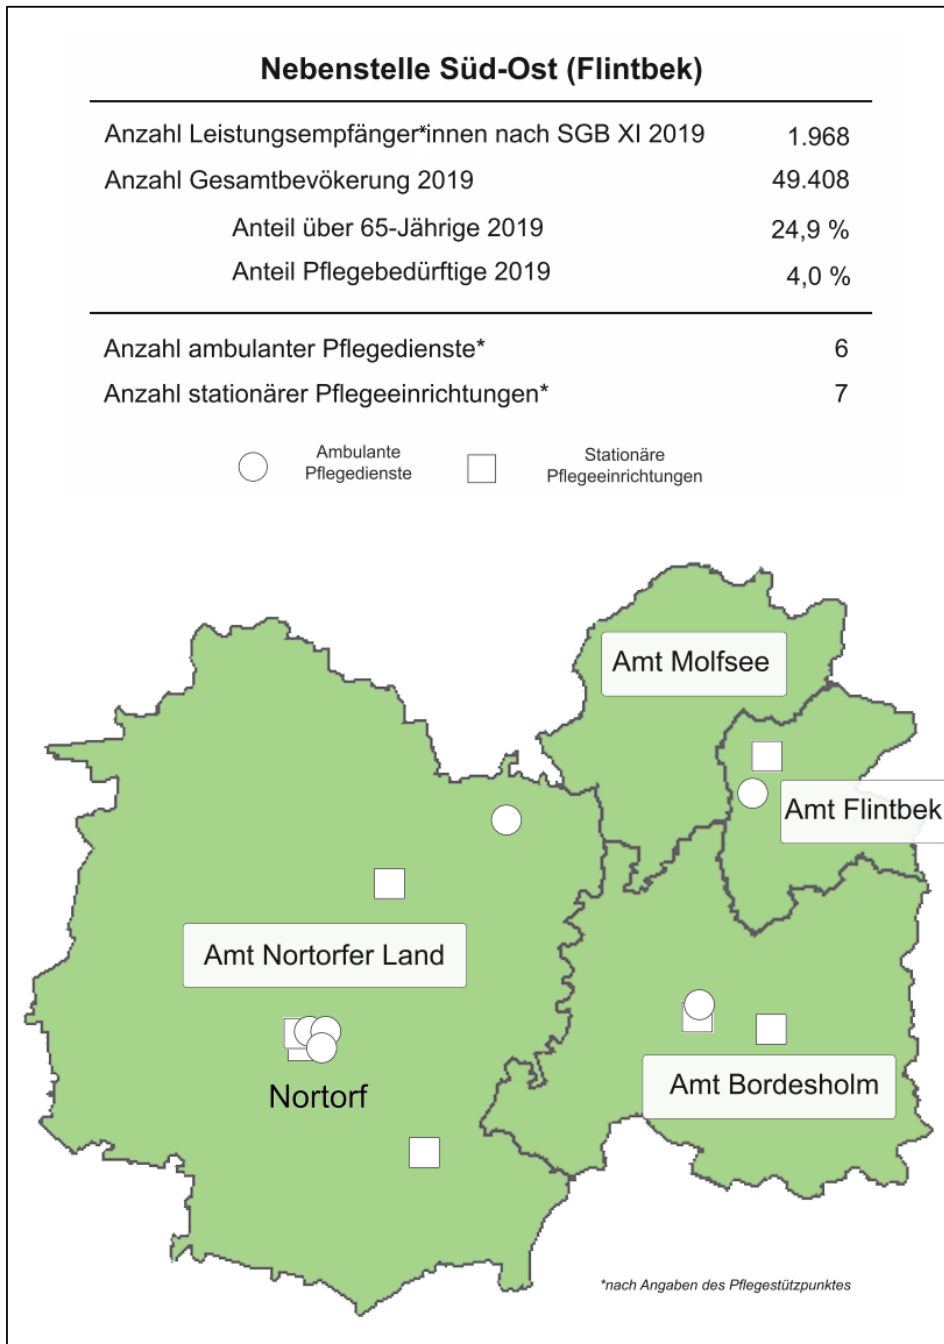 Nebenstelle Süd-Ost (Flintbek)
Anzahl Leistungsempfänger*innen nach SGB XI 2019 1.968
Anzahl Gesamtbevökerung 2019 49.408
Anteil über 65-Jährige 2019 24,9 %
Anteil Pflegebedürftige 2019 4,0 %
Anzahl ambulanter Pflegedienste* 6
Anzahl stationärer Pflegeeinrichtungen* 7
Ambulante
Pflegedienste
Stationäre
Pflegeeinrichtungen
Amt Molfsee
Amt Flintbek
Amt Nortorfer Land
Nortorf
Amt Bordesholm
*nach Angaben des Pflegestützpunktes